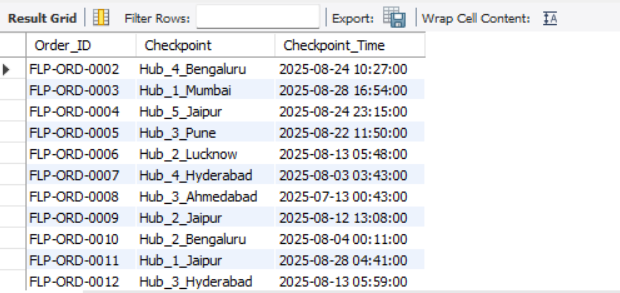 Result Grid Filter Rows: Export: Wrap Cell Content:
Order_ID Checkpoint Checkpoint_Time
FLP-ORD-0002 Hub_4_Bengaluru 2025-08-24 10:27:00
FLP-ORD-0003 Hub_1_Mumbai 2025-08-28 16:54:00
FLP-ORD-0004 Hub_5_Jaipur 2025-08-24 23:15:00
FLP-ORD-0005 Hub_3_Pune 2025-08-22 11:50:00
FLP-ORD-0006 Hub_2_Lucknow 2025-08-13 05:48:00
FLP-ORD-0007 Hub_4_Hyderabad 2025-08-03 03:43:00
FLP-ORD-0008 Hub_3_Ahmedabad 2025-07-13 00:43:00
FLP-ORD-0009 Hub_2_Jaipur 2025-08-12 13:08:00
FLP-ORD-0010 Hub_2_Bengaluru 2025-08-04 00:11:00
FLP-ORD-0011 Hub_1_Jaipur 2025-08-28 04:41:00
FLP-ORD-0012 Hub_3_Hyderabad 2025-08-13 05:59:00